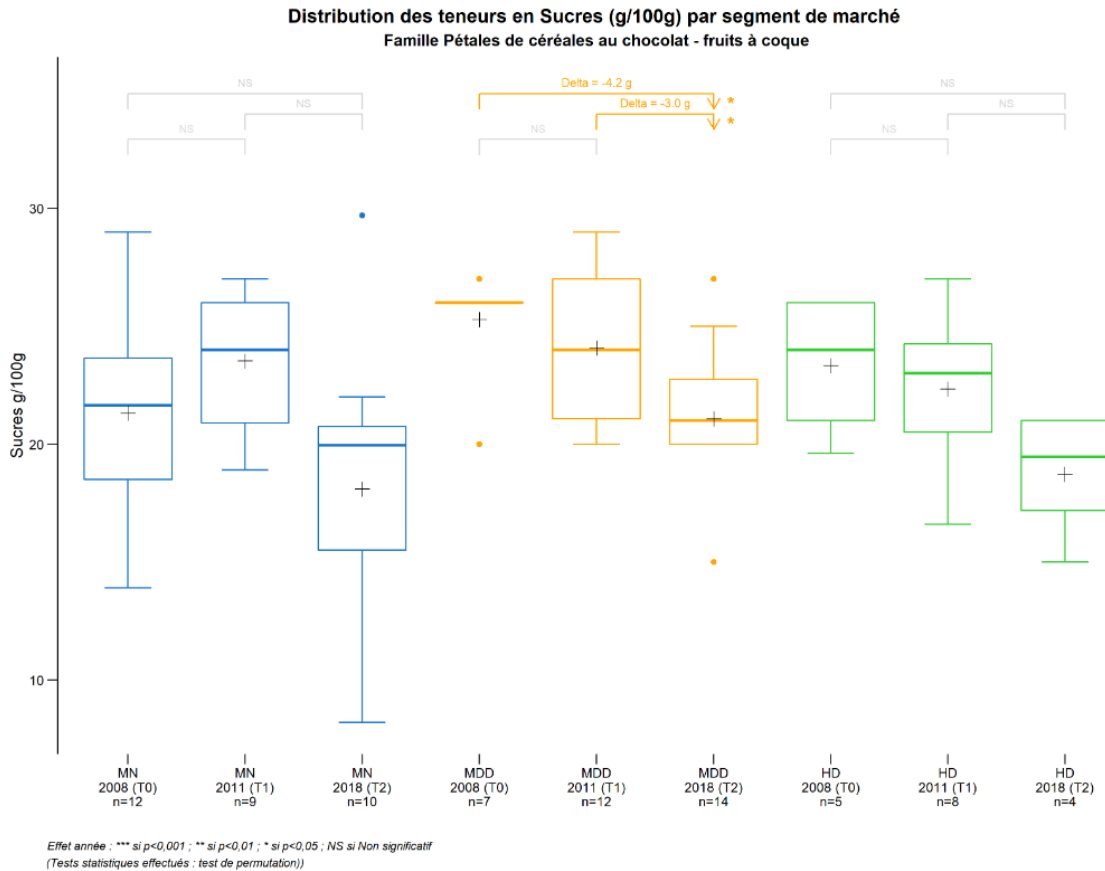 Distribution des teneurs en Sucres (g/100g) par segment de marché
Famille Pétales de céréales au chocolat - fruits à coque
NS
Delta = -4.2 g
NS
*
NS
Delta = -3.0 g
NS
*
NS
NS
NS
30
20
10
Sucres g/100g
MN
2008 (T0)
n=12
MN
2011 (T1)
n=9
MN
2018 (T2)
n=10
MDD
2008 (T0)
n=7
MDD
2011 (T1)
n=12
MDD
2018 (T2)
n=14
HD
2008 (T0)
n=5
HD
2011 (T1)
n=8
HD
2018 (T2)
n=4
Effet année : *** si p<0,001 ; ** si p<0,01 ; * si p<0,05 ; NS si Non significatif
(Tests statistiques effectués : test de permutation))